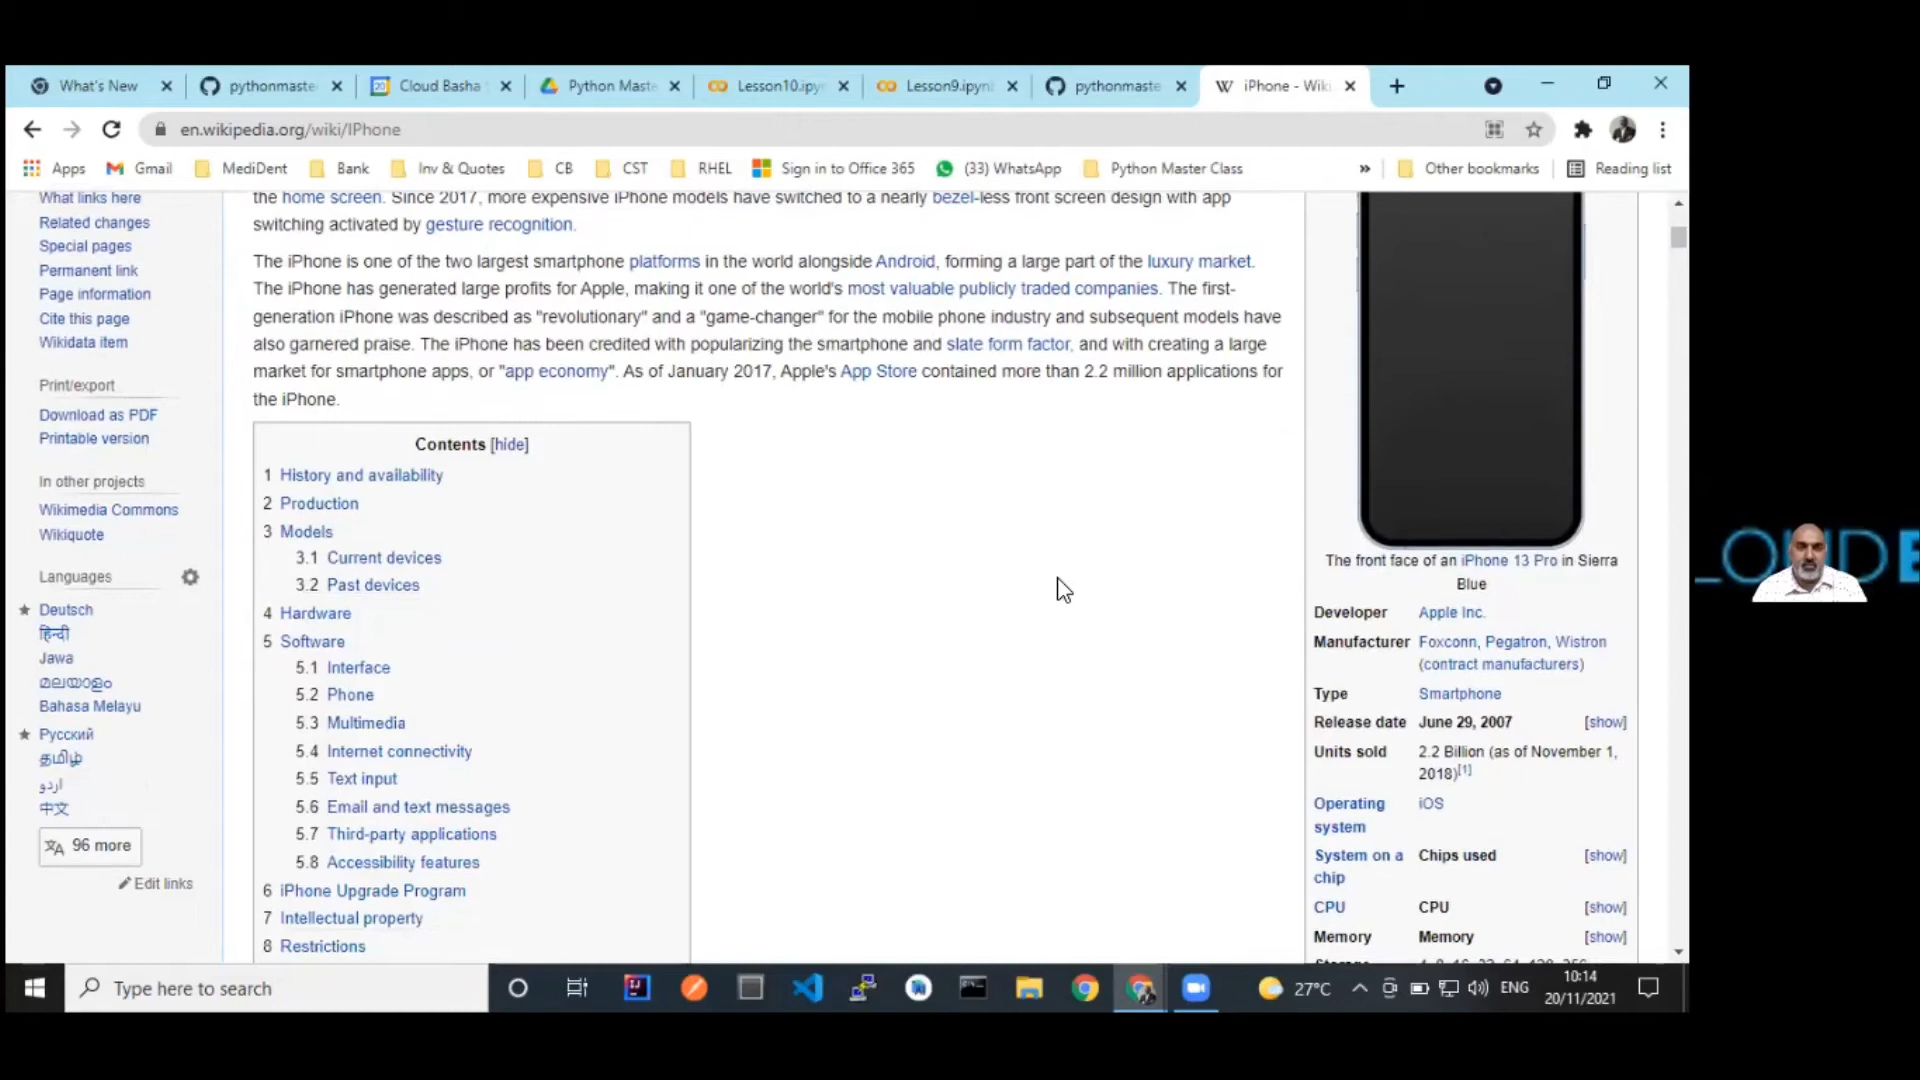 What's New
pythonmaste
Cloud Basha
Python Maste
Lesson10.ipy
Lesson9.ipyn
pythonmaste
iPhone - Wiki
en.wikipedia.org/wiki/IPhone
Apps
Gmail
MediDent
Bank
Inv & Quotes
CB
CST
RHEL
Sign in to Office 365
(33) WhatsApp
Python Master Class
»
Other bookmarks
Reading list
What links here
Related changes
Special pages
Permanent link
Page information
Cite this page
Wikidata item
Print/export
Download as PDF
Printable version
In other projects
Wikimedia Commons
Wikiquote
Languages
Deutsch
हिन्दी
Jawa
മലയാളം
Bahasa Melayu
Русский
தமிழ்
اردو
中文
96 more
Edit links
the home screen. Since 2017, more expensive iPhone models have switched to a nearly bezel-less front screen design with app
switching activated by gesture recognition.
The iPhone is one of the two largest smartphone platforms in the world alongside Android, forming a large part of the luxury market.
The iPhone has generated large profits for Apple, making it one of the world's most valuable publicly traded companies. The first-
generation iPhone was described as "revolutionary" and a "game-changer" for the mobile phone industry and subsequent models have
also garnered praise. The iPhone has been credited with popularizing the smartphone and slate form factor, and with creating a large
market for smartphone apps, or "app economy". As of January 2017, Apple's App Store contained more than 2.2 million applications for
the iPhone.
Contents [hide]
1 History and availability
2 Production
3 Models
3.1 Current devices
3.2 Past devices
4 Hardware
5 Software
5.1 Interface
5.2 Phone
5.3 Multimedia
5.4 Internet connectivity
5.5 Text input
5.6 Email and text messages
5.7 Third-party applications
5.8 Accessibility features
6 iPhone Upgrade Program
7 Intellectual property
8 Restrictions
The front face of an iPhone 13 Pro in Sierra
Blue
Developer Apple Inc.
Manufacturer Foxconn, Pegatron, Wistron
(contract manufacturers)
Type Smartphone
Release date June 29, 2007 [show]
Units sold 2.2 Billion (as of November 1,
2018)[1]
Operating iOS
system
System on a Chips used [show]
chip
CPU CPU [show]
Memory Memory [show]
Type here to search
27°C
ENG
10:14
20/11/2021